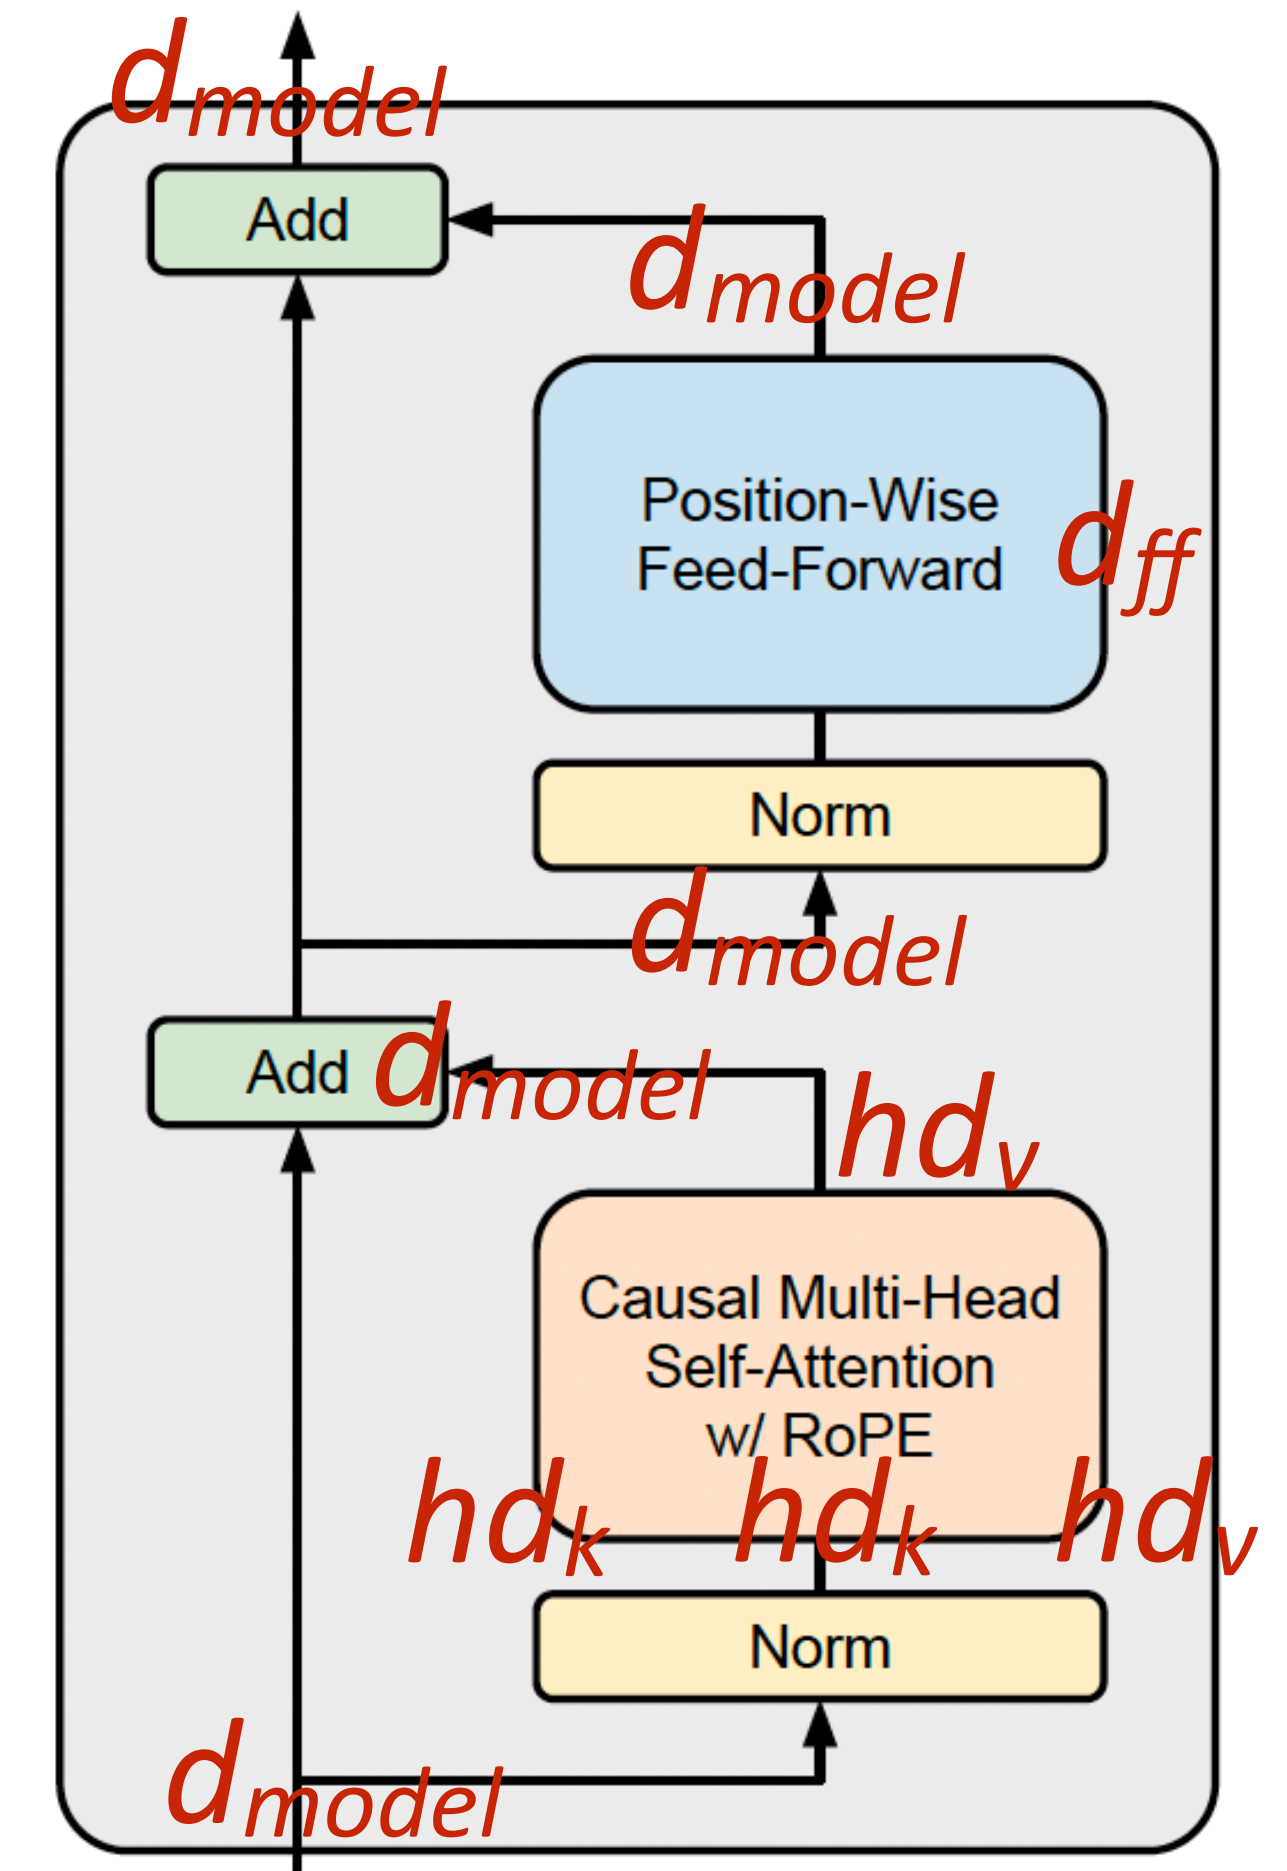 d_model
Add
d_model
Position-Wise
Feed-Forward
d_ff
Norm
d_model
Add
d_model
hd_v
Causal Multi-Head
Self-Attention
w/ RoPE
hd_k hd_k hd_v
Norm
d_model